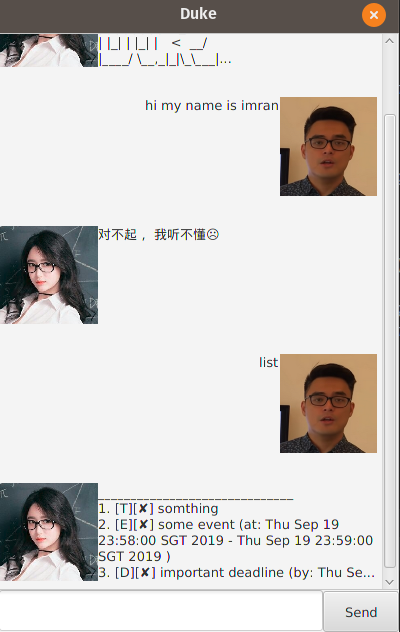 Duke
| |_| | |_| |   <  __/
|____/ \__,_|_|\_\___|...
hi my name is imran
对不起， 我听不懂☹
list
______________________________
1. [T][✘] somthing
2. [E][✘] some event (at: Thu Sep 19
23:58:00 SGT 2019 - Thu Sep 19 23:59:00
SGT 2019 )
3. [D][✘] important deadline (by: Thu Se...
Send